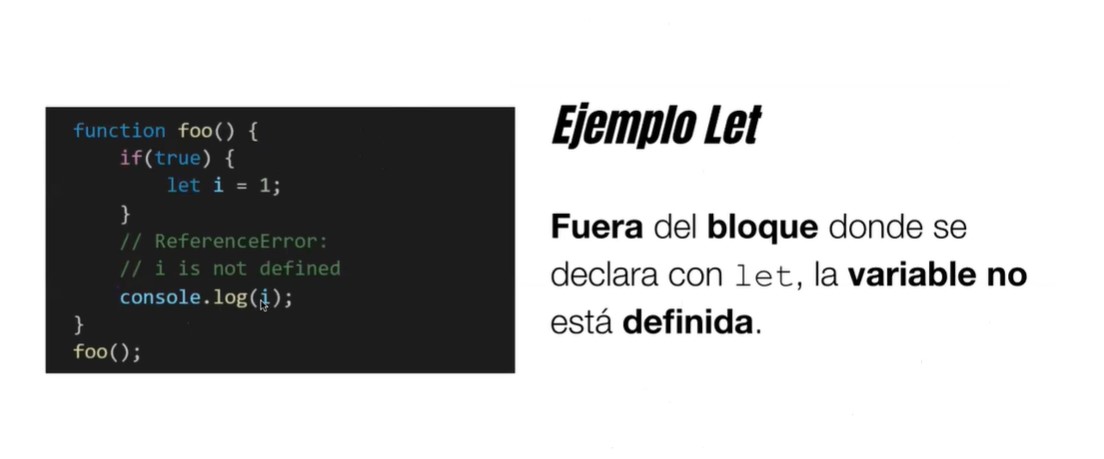 function foo() {
if(true) {
let i = 1;
}
// ReferenceError:
// i is not defined
console.log(i);
}
foo();
Ejemplo Let
Fuera del bloque donde se
declara con let, la variable no
está definida.